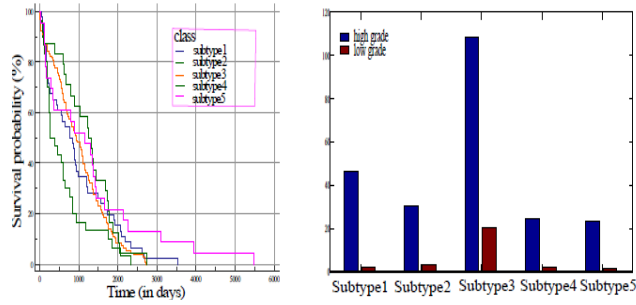 Survival probability (%)
100
80
60
40
20
0
class
subtype1
subtype2
subtype3
subtype4
subtype5
0 1000 2000 3000 4000 5000 6000
Time (in days)
120
100
80
60
40
20
0
high grade
low grade
Subtype1 Subtype2 Subtype3 Subtype4 Subtype5